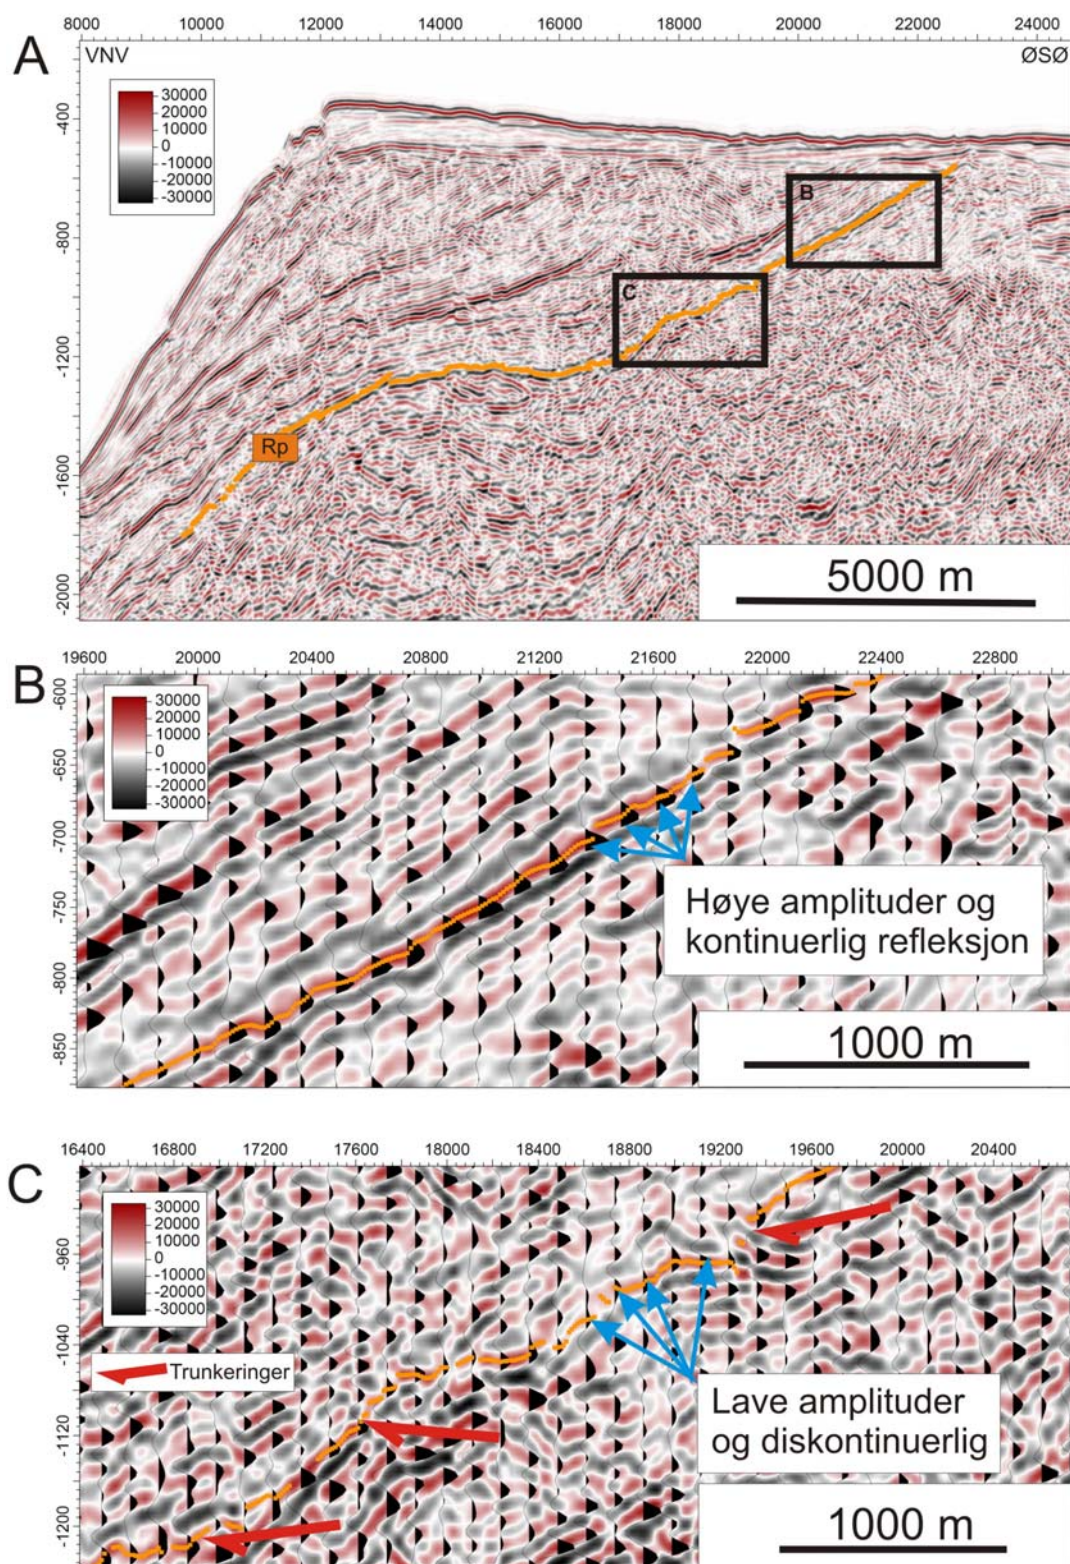 8000 10000 12000 14000 16000 18000 20000 22000 24000
A
VNV
ØSØ
30000
20000
10000
0
-10000
-30000
-400
-800
-1200
-1600
-2000
B
C
Rp
5000 m
19600 20000 20400 20800 21200 21600 22000 22400 22800
B
30000
20000
10000
0
-10000
-20000
-30000
-600
-650
-700
-750
-800
-850
Høye amplituder og
kontinuerlig refleksjon
1000 m
16400 16800 17200 17600 18000 18400 18800 19200 19600 20000 20400
C
30000
20000
10000
0
-10000
-20000
-30000
-960
-1040
-1120
-1200
Trunkeringer
Lave amplituder
og diskontinuerlig
1000 m